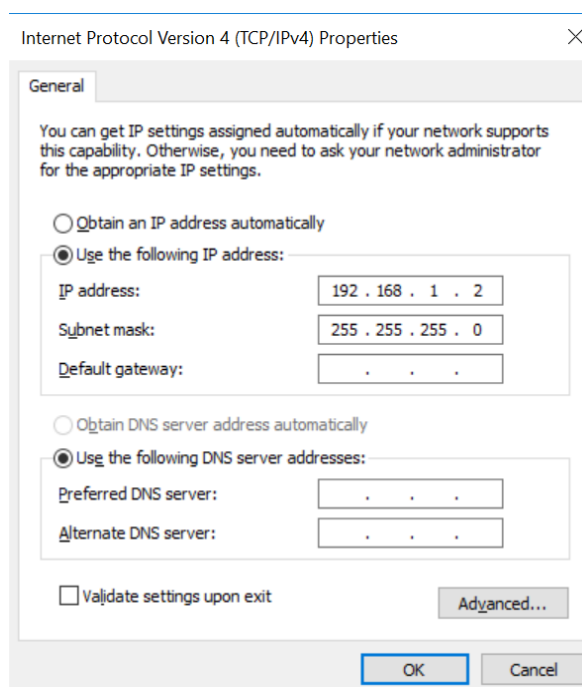 Internet Protocol Version 4 (TCP/IPv4) Properties
General
You can get IP settings assigned automatically if your network supports
this capability. Otherwise, you need to ask your network administrator
for the appropriate IP settings.
Obtain an IP address automatically
Use the following IP address:
IP address: 192 . 168 . 1 . 2
Subnet mask: 255 . 255 . 255 . 0
Default gateway: . . .
Obtain DNS server address automatically
Use the following DNS server addresses:
Preferred DNS server: . . .
Alternate DNS server: . . .
Validate settings upon exit
Advanced...
OK Cancel